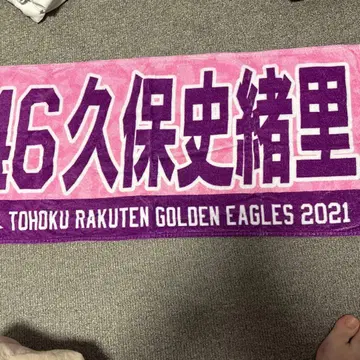 46久保史緒里
TOHOKU RAKUTEN GOLDEN EAGLES 2021